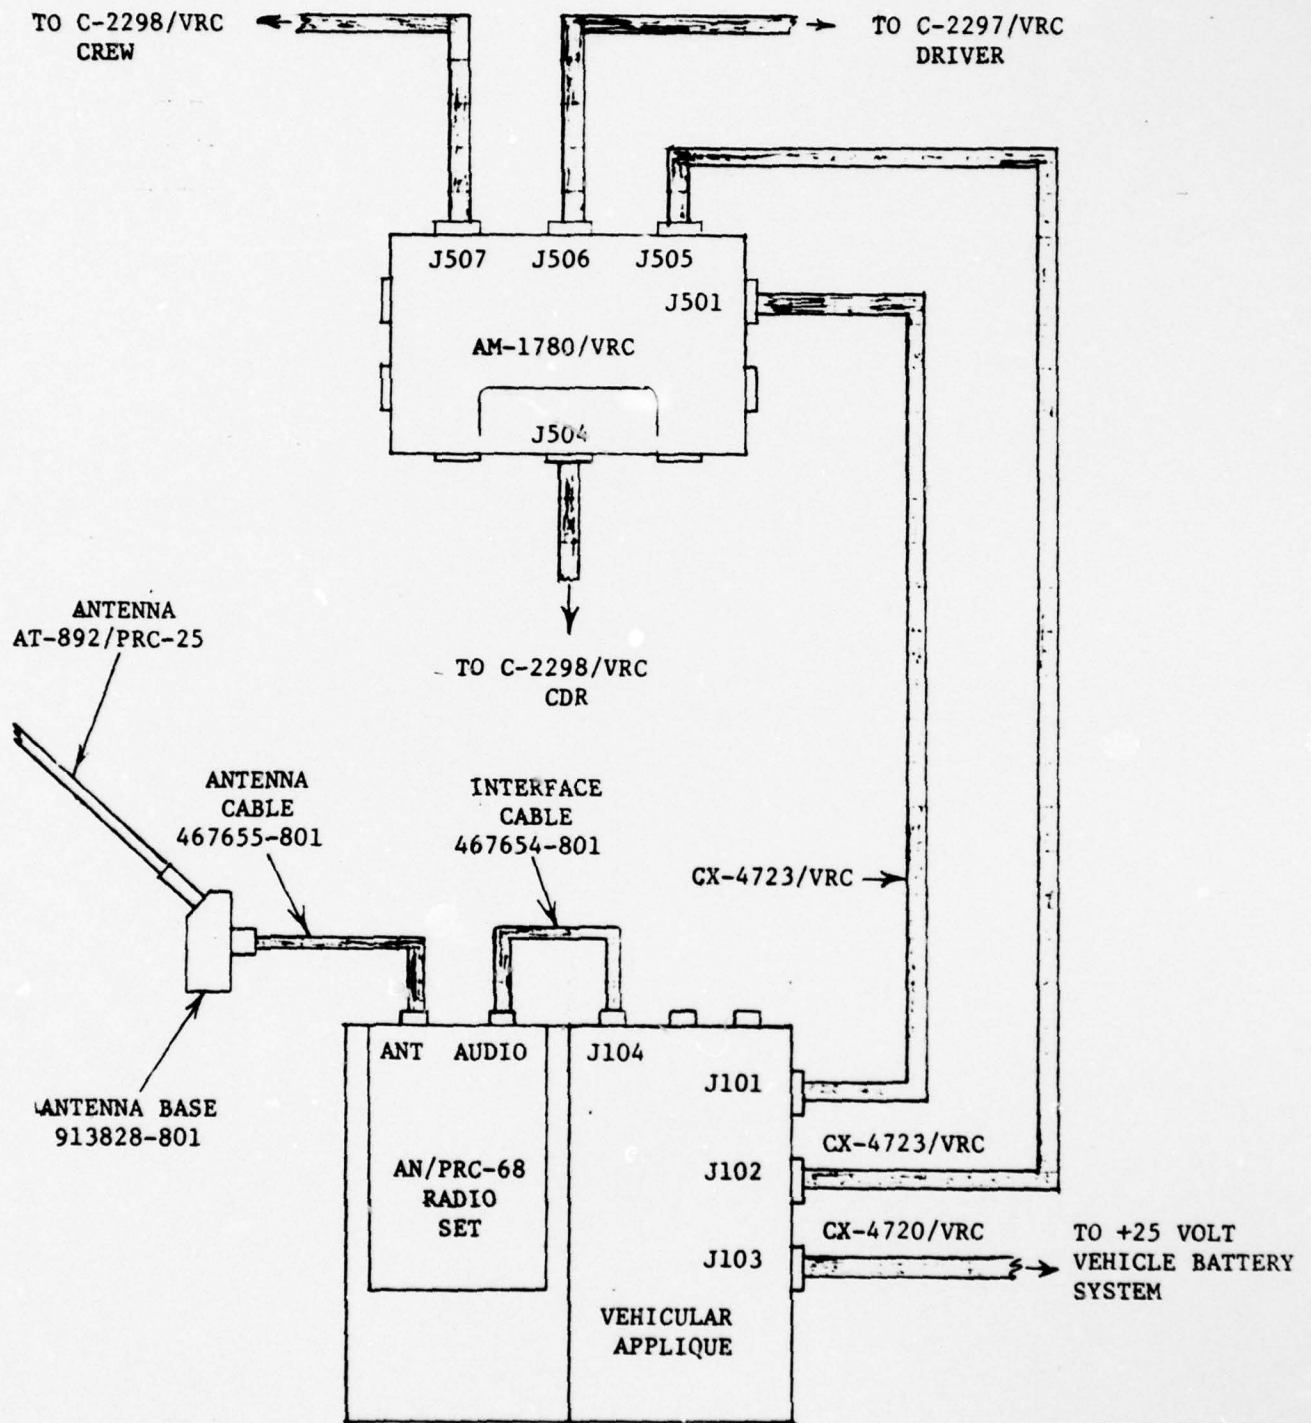 TO C-2298/VRC
CREW
TO C-2297/VRC
DRIVER
J507
J506
J505
J501
AM-1780/VRC
J504
TO C-2298/VRC
CDR
ANTENNA
AT-892/PRC-25
ANTENNA
CABLE
467655-801
INTERFACE
CABLE
467654-801
CX-4723/VRC
ANT
AUDIO
J104
J101
ANTENNA BASE
913828-801
CX-4723/VRC
AN/PRC-68
RADIO
SET
J102
CX-4720/VRC
TO +25 VOLT
VEHICLE BATTERY
SYSTEM
J103
VEHICULAR
APPLIQUE